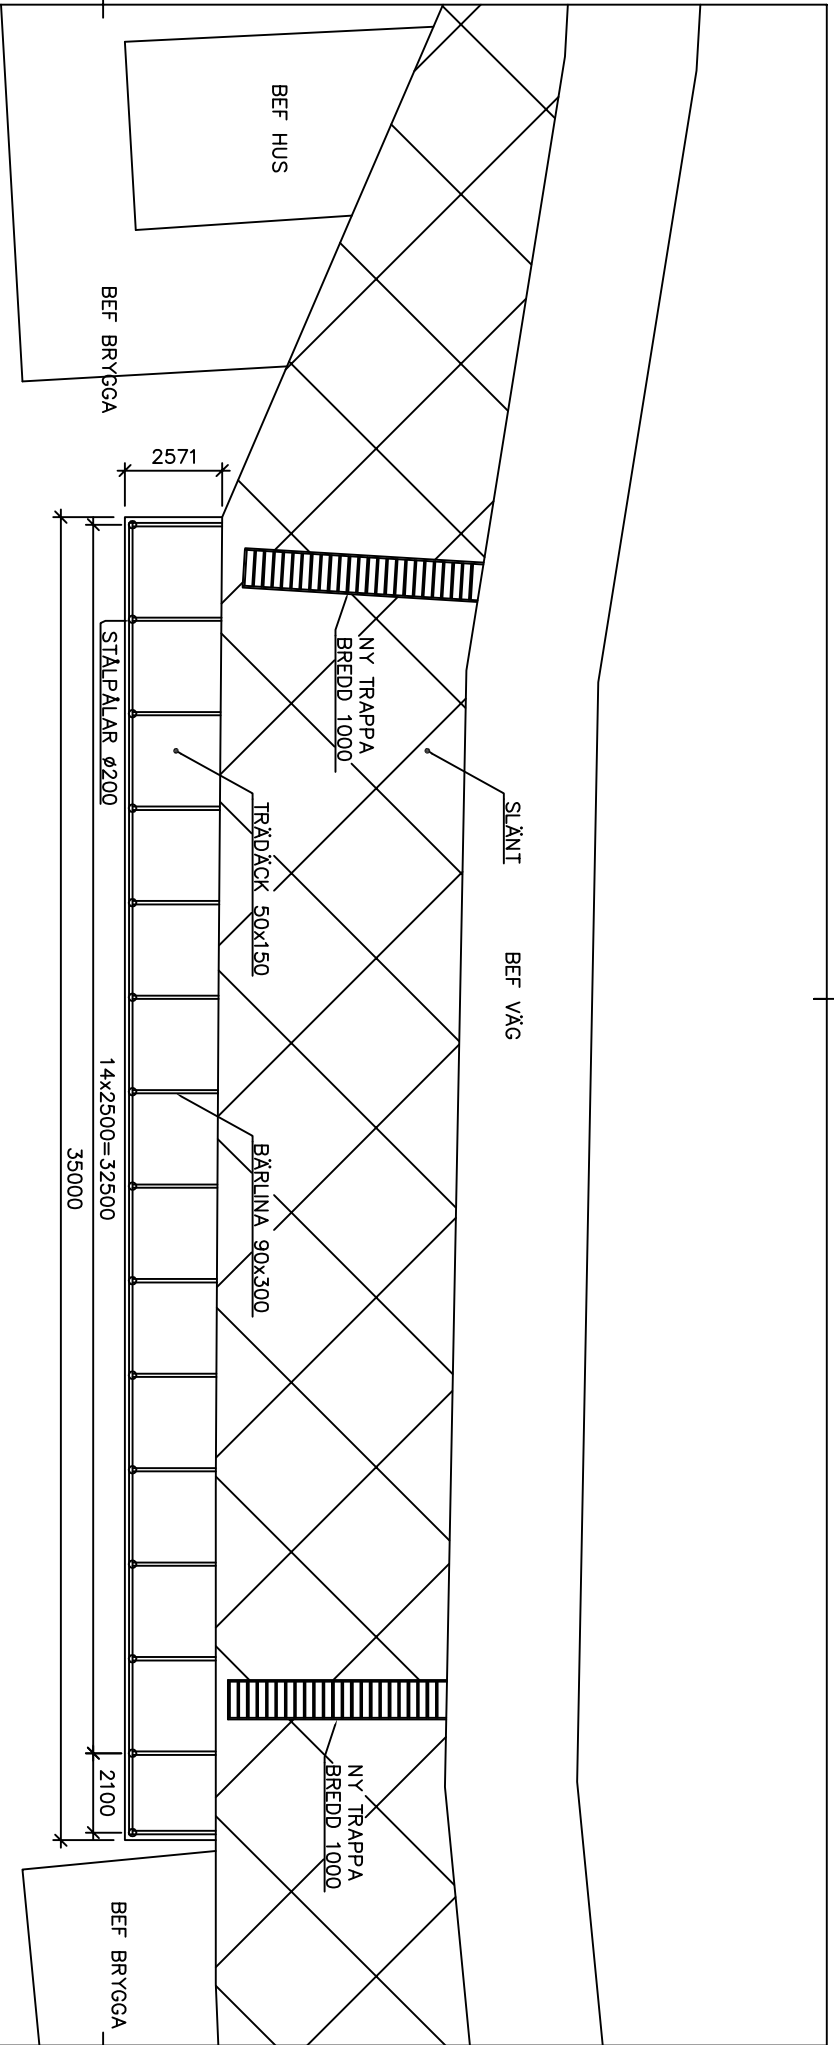 BEF HUS
BEF BRYGGA
2571
STÅLPÅLAR ø200
NY TRAPPA
BREDD 1000
SLÄNT
TRÄDÄCK 50x150
BEF VÄG
BÄRLINA 90x300
14x2500=32500
35000
2100
NY TRAPPA
BREDD 1000
BEF BRYGGA